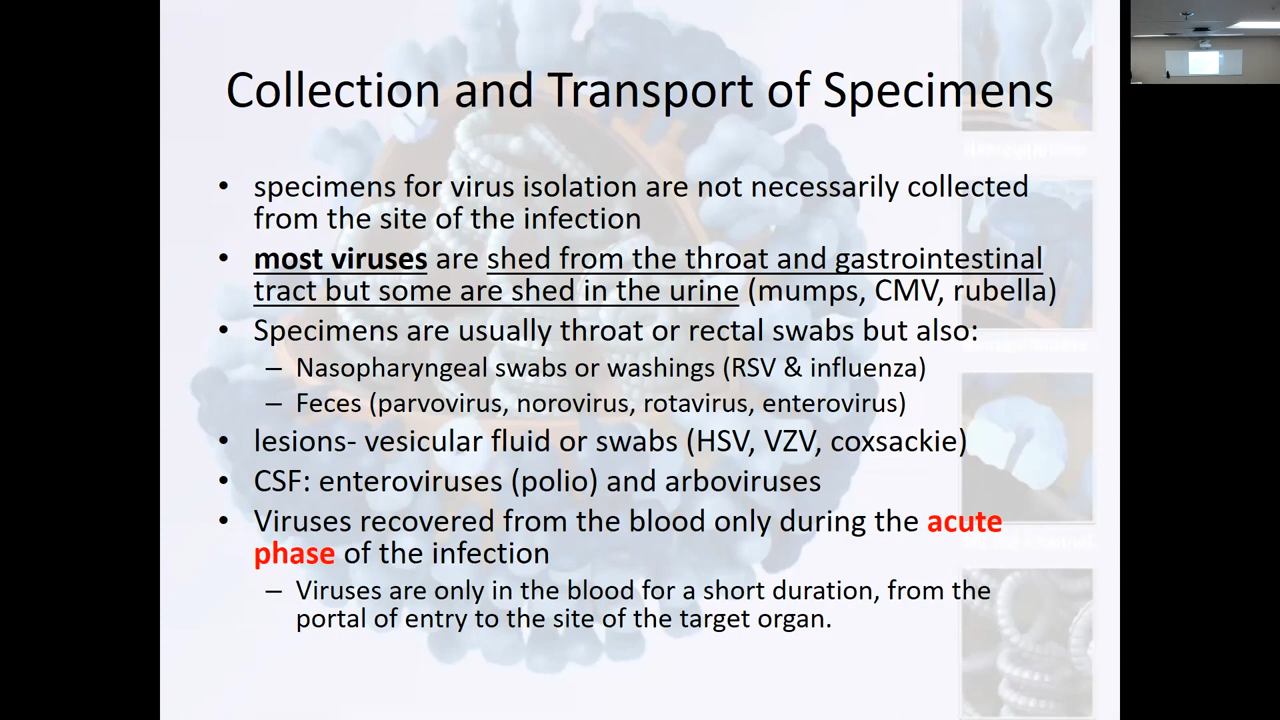 Collection and Transport of Specimens
• specimens for virus isolation are not necessarily collected
from the site of the infection
• most viruses are shed from the throat and gastrointestinal
tract but some are shed in the urine (mumps, CMV, rubella)
• Specimens are usually throat or rectal swabs but also:
– Nasopharyngeal swabs or washings (RSV & influenza)
– Feces (parvovirus, norovirus, rotavirus, enterovirus)
• lesions- vesicular fluid or swabs (HSV, VZV, coxsackie)
• CSF: enteroviruses (polio) and arboviruses
• Viruses recovered from the blood only during the acute
phase of the infection
– Viruses are only in the blood for a short duration, from the
portal of entry to the site of the target organ.